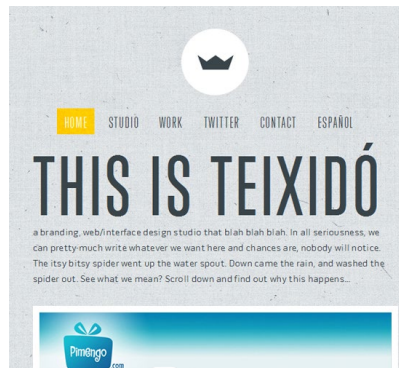 HOME STUDIO WORK TWITTER CONTACT ESPAÑOL
THIS IS TEIXIDÓ
a branding, web/interface design studio that blah blah blah. In all seriousness, we
can pretty-much write whatever we want here and chances are, nobody will notice.
The itsy bitsy spider went up the water spout. Down came the rain, and washed the
spider out. See what we mean? Scroll down and find out why this happens...
Pimengo
.com